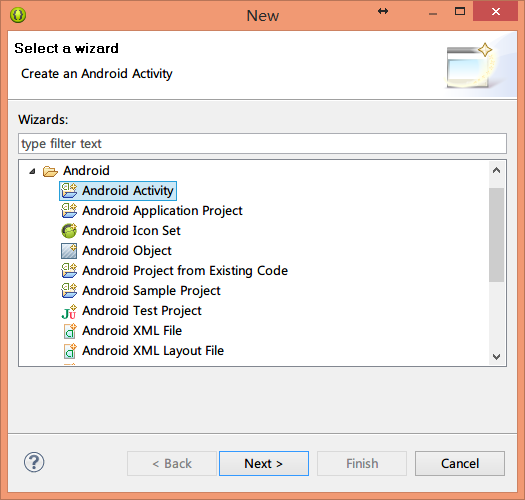 New
Select a wizard
Create an Android Activity
Wizards:
type filter text
Android
Android Activity
Android Application Project
Android Icon Set
Android Object
Android Project from Existing Code
Android Sample Project
Android Test Project
Android XML File
Android XML Layout File
< Back
Next >
Finish
Cancel